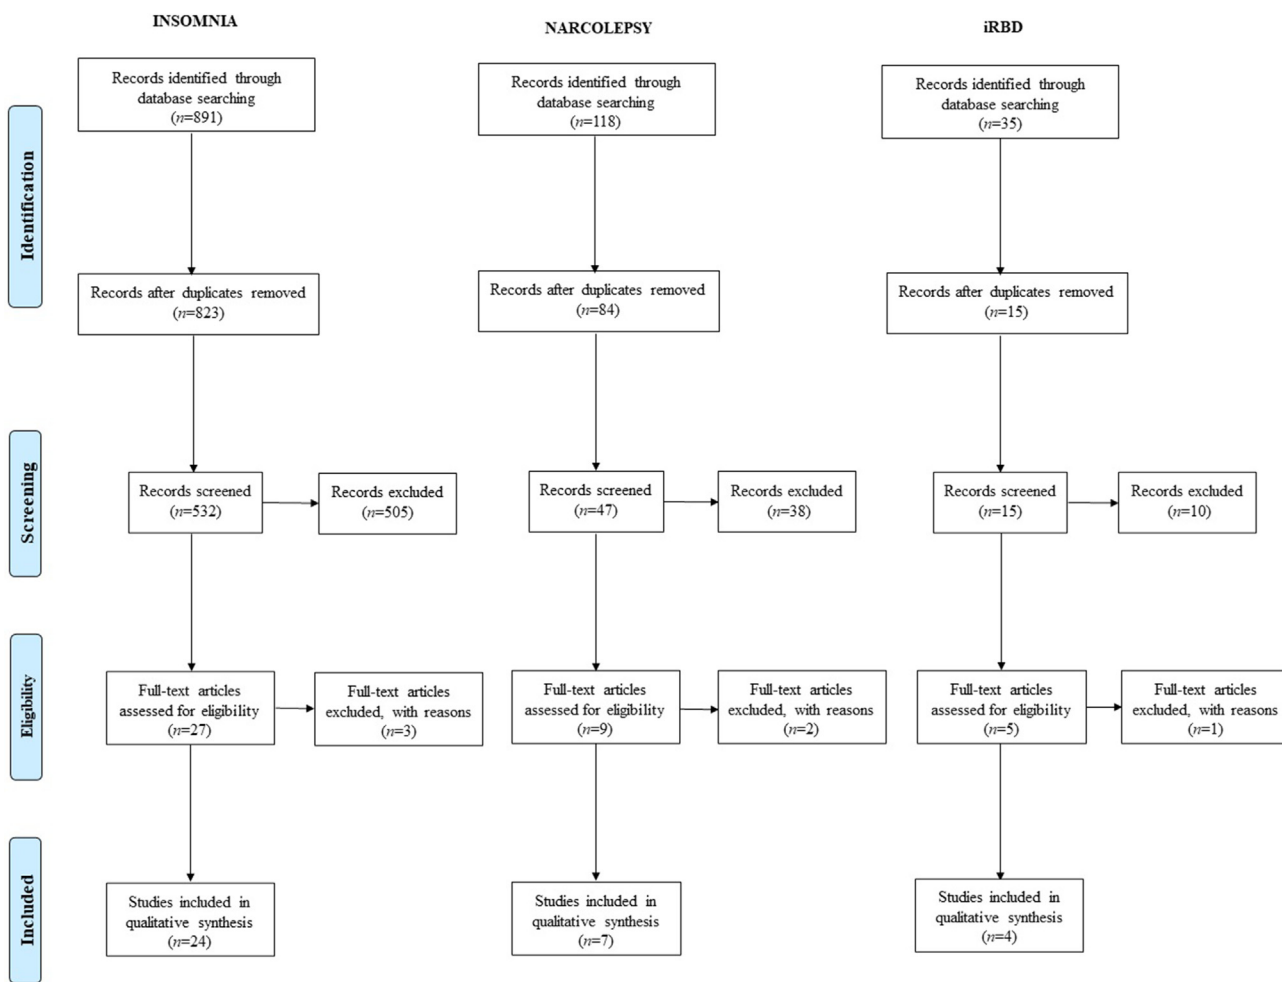 INSOMNIA
NARCOLEPSY
iRBD
Identification
Records identified through
database searching
(n=891)
Records identified through
database searching
(n=118)
Records identified through
database searching
(n=35)
Records after duplicates removed
(n=823)
Records after duplicates removed
(n=84)
Records after duplicates removed
(n=15)
Screening
Records screened
(n=532)
Records excluded
(n=505)
Records screened
(n=47)
Records excluded
(n=38)
Records screened
(n=15)
Records excluded
(n=10)
Eligibility
Full-text articles
assessed for eligibility
(n=27)
Full-text articles
excluded, with reasons
(n=3)
Full-text articles
assessed for eligibility
(n=9)
Full-text articles
excluded, with reasons
(n=2)
Full-text articles
assessed for eligibility
(n=5)
Full-text articles
excluded, with reasons
(n=1)
Included
Studies included in
qualitative synthesis
(n=24)
Studies included in
qualitative synthesis
(n=7)
Studies included in
qualitative synthesis
(n=4)